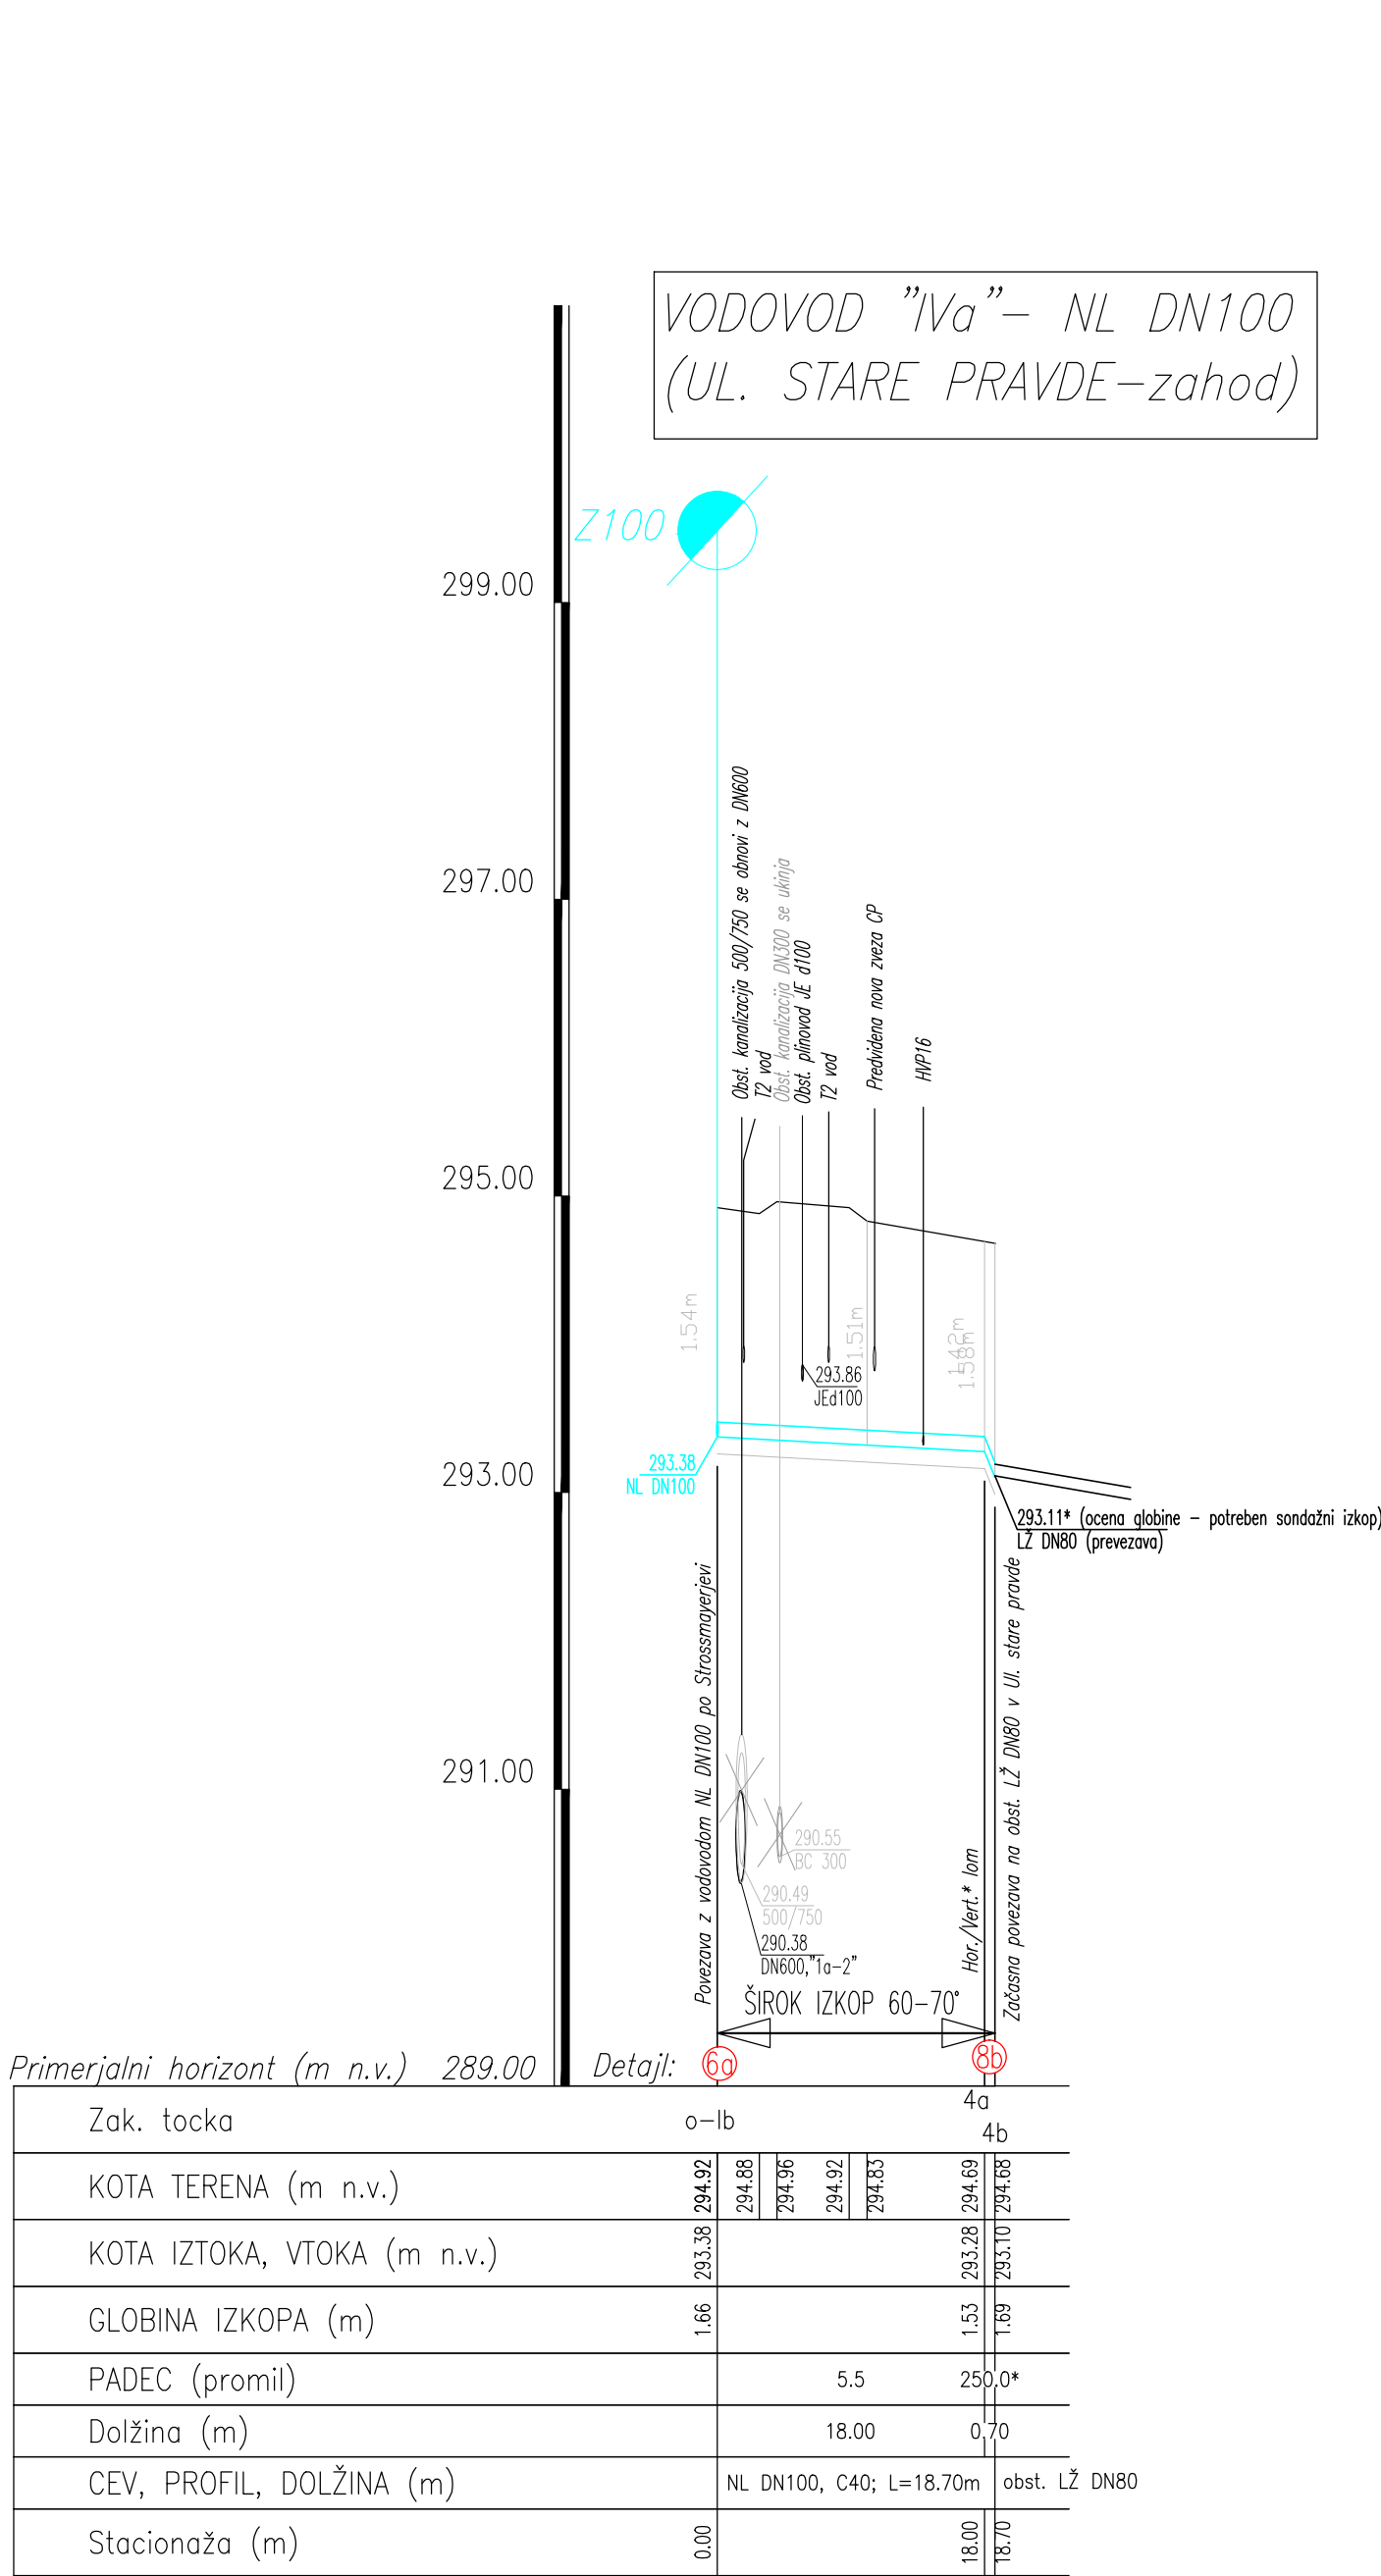 VODOVOD "IVa"– NL DN100
(UL. STARE PRAVDE–zahod)
Z100
299.00
297.00
295.00
293.00
291.00
Obst. kanalizacija 500/750 se obnovi z DN600
T2 vod
Obst. kanalizacija DN300 se ukinja
Obst. plinovod JE d100
T2 vod
Predvidena nova zveza CP
HVP16
1.54m
1.51m
1.42m
1.58m
293.86
JEd100
293.38
NL DN100
293.11* (ocena globine – potreben sondažni izkop)
LŽ DN80 (prevezava)
Povezava z vodovodom NL DN100 po Strossmayerjevi
Hor./Vert.* lom
Začasna povezava na obst. LŽ DN80 v Ul. stare pravde
290.55
BC 300
290.49
500/750
290.38
DN600,"1a-2"
ŠIROK IZKOP 60-70°
Primerjalni horizont (m n.v.) 289.00 Detajl: 6a 8b
Zak. tocka o-Ib 4a 4b
KOTA TERENA (m n.v.) 294.92 294.88 294.96 294.92 294.83 294.69 294.68
KOTA IZTOKA, VTOKA (m n.v.) 293.38 293.28 293.10
GLOBINA IZKOPA (m) 1.66 1.53 1.69
PADEC (promil) 5.5 250.0*
Dolžina (m) 18.00 0.70
CEV, PROFIL, DOLŽINA (m) NL DN100, C40; L=18.70m obst. LŽ DN80
Stacionaža (m) 0.00 18.00 18.70